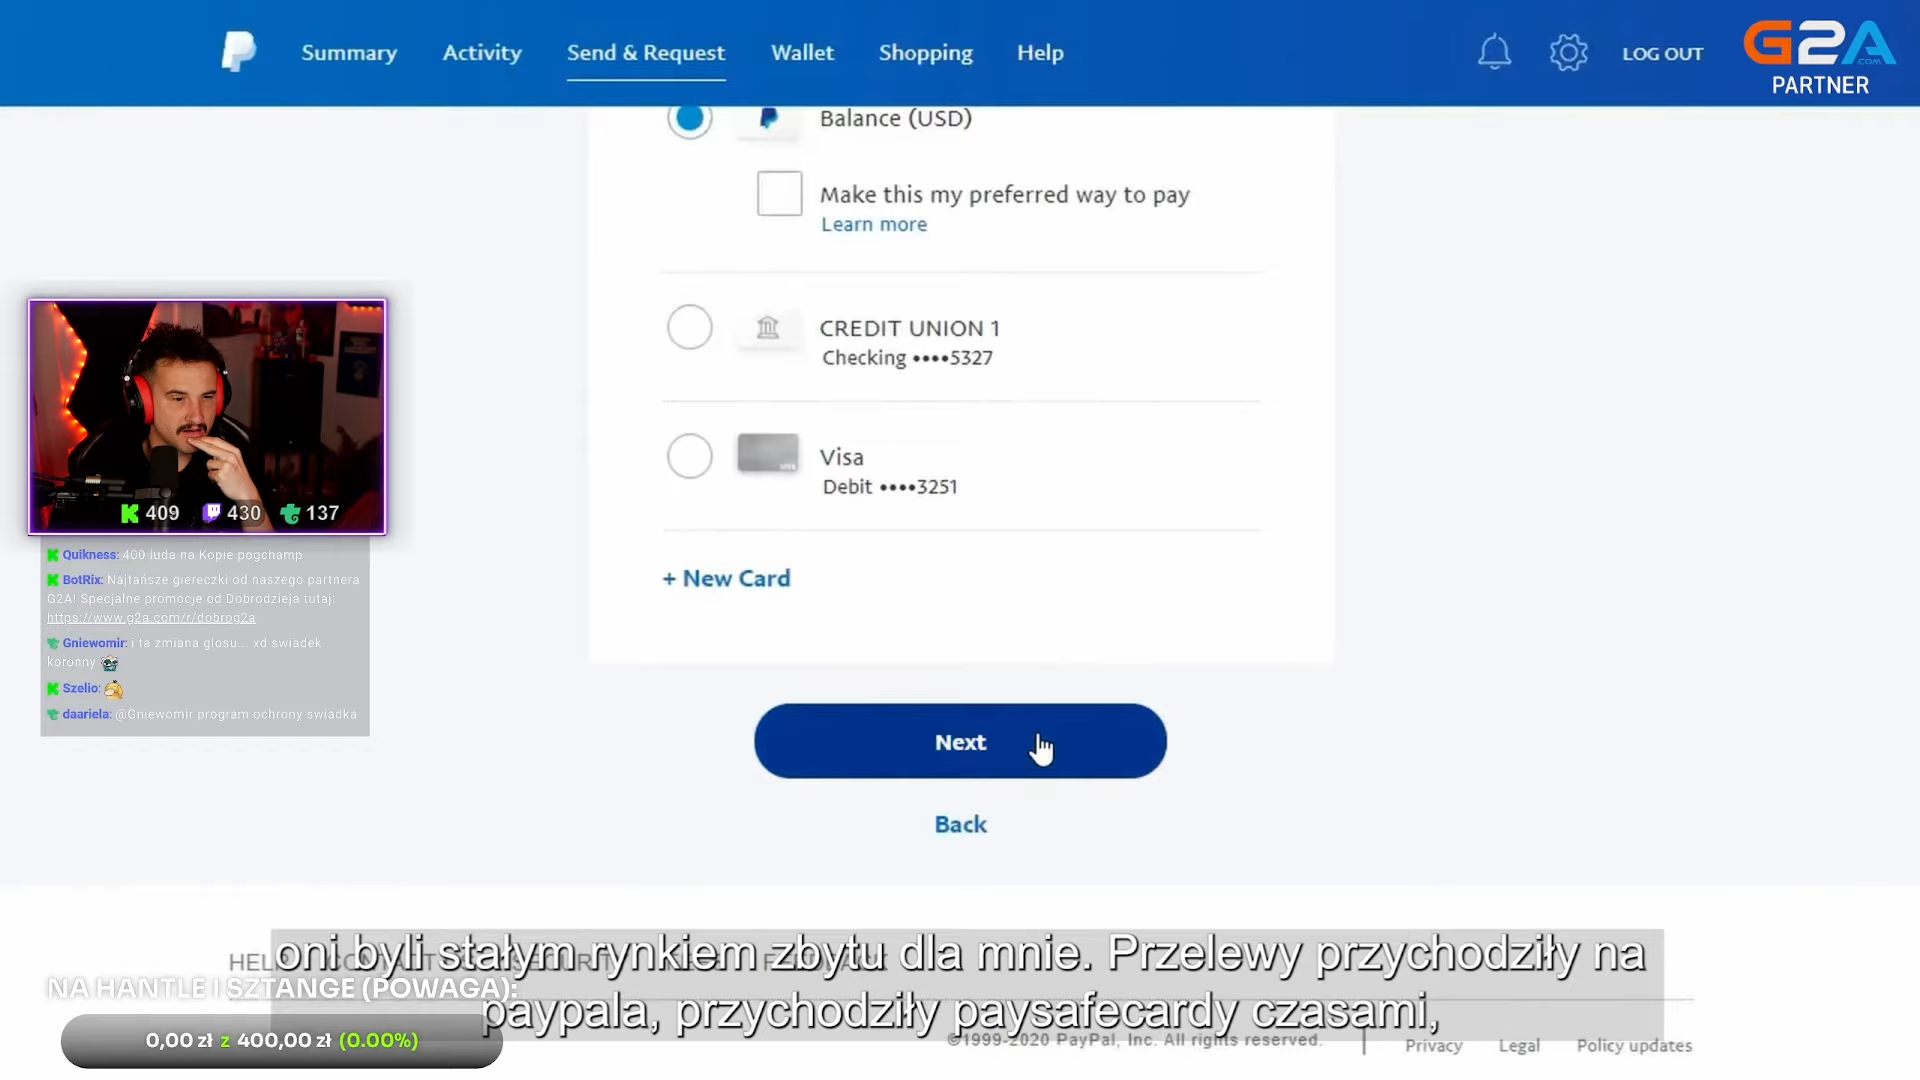 Summary
Activity
Send & Request
Wallet
Shopping
Help
LOG OUT
G2A
.COM
PARTNER
Balance (USD)
Make this my preferred way to pay
Learn more
CREDIT UNION 1
Checking ••••5327
Visa
Debit ••••3251
+ New Card
Next
Back
409
430
137
Quikness: 400 luda na Kopie pogchamp
BotRix: Najtańsze giereczki od naszego partnera
G2A! Specjalne promocje od Dobrodzieja tutaj:
https://www.g2a.com/r/dobrog2a
Gniewomir: i ta zmiana glosu... xd swiadek
koronny
Szelio:
daariela: @Gniewomir program ochrony swiadka
oni byli stałym rynkiem zbytu dla mnie. Przelewy przychodziły na
paypala, przychodziły paysafecardy czasami,
NA HANTLE I SZTANGE (POWAGA):
0,00 zł z 400,00 zł (0.00%)
©1999-2020 PayPal, Inc. All rights reserved.
Privacy
Legal
Policy updates